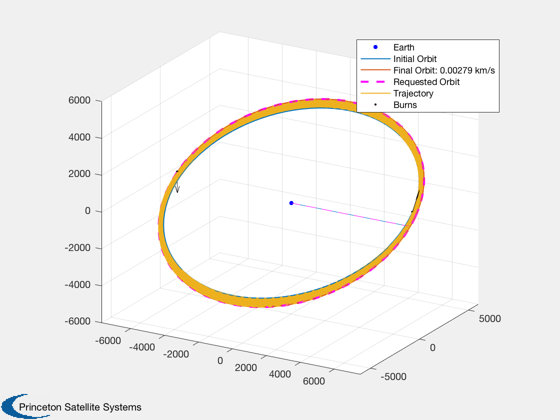 Earth
Initial Orbit
Final Orbit: 0.00279 km/s
Requested Orbit
Trajectory
Burns
6000
4000
2000
0
-2000
-4000
-6000
-6000
-4000
-2000
0
2000
4000
6000
-5000
0
5000
Princeton Satellite Systems